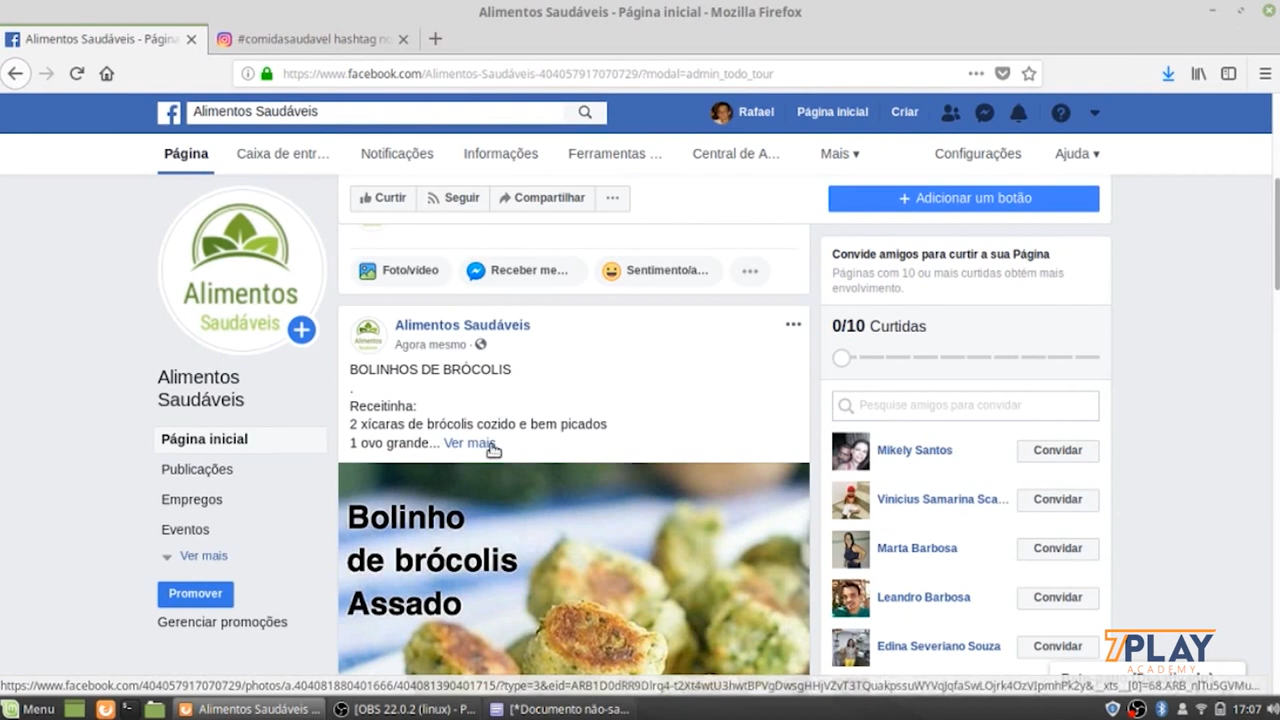 Alimentos Saudáveis - Página inicial - Mozilla Firefox
Alimentos Saudáveis - Págin
#comidasaudavel hashtag no
https://www.facebook.com/Alimentos-Saudáveis-404057917070729/?modal=admin_todo_tour
Alimentos Saudáveis
Rafael
Página inicial
Criar
Página
Caixa de entr...
Notificações
Informações
Ferramentas ...
Central de A...
Mais
Configurações
Ajuda
Curtir
Seguir
Compartilhar
+ Adicionar um botão
Alimentos
Saudáveis
Foto/vídeo
Receber me...
Sentimento/a...
Convide amigos para curtir a sua Página
Páginas com 10 ou mais curtidas obtêm mais
envolvimento.
0/10 Curtidas
Pesquise amigos para convidar
Alimentos Saudáveis
Agora mesmo ·
BOLINHOS DE BRÓCOLIS
.
Receitinha:
2 xícaras de brócolis cozido e bem picados
1 ovo grande... Ver mais
Alimentos
Saudáveis
Página inicial
Publicações
Empregos
Eventos
Ver mais
Promover
Gerenciar promoções
Bolinho
de brócolis
Assado
Mikely Santos
Convidar
Vinicius Samarina Sca...
Convidar
Marta Barbosa
Convidar
Leandro Barbosa
Convidar
Edina Severiano Souza
Convidar
7PLAY
ACADEMY
Menu
Alimentos Saudáveis ...
[OBS 22.0.2 (linux) - P...
[*Documento não-sa...
17:07